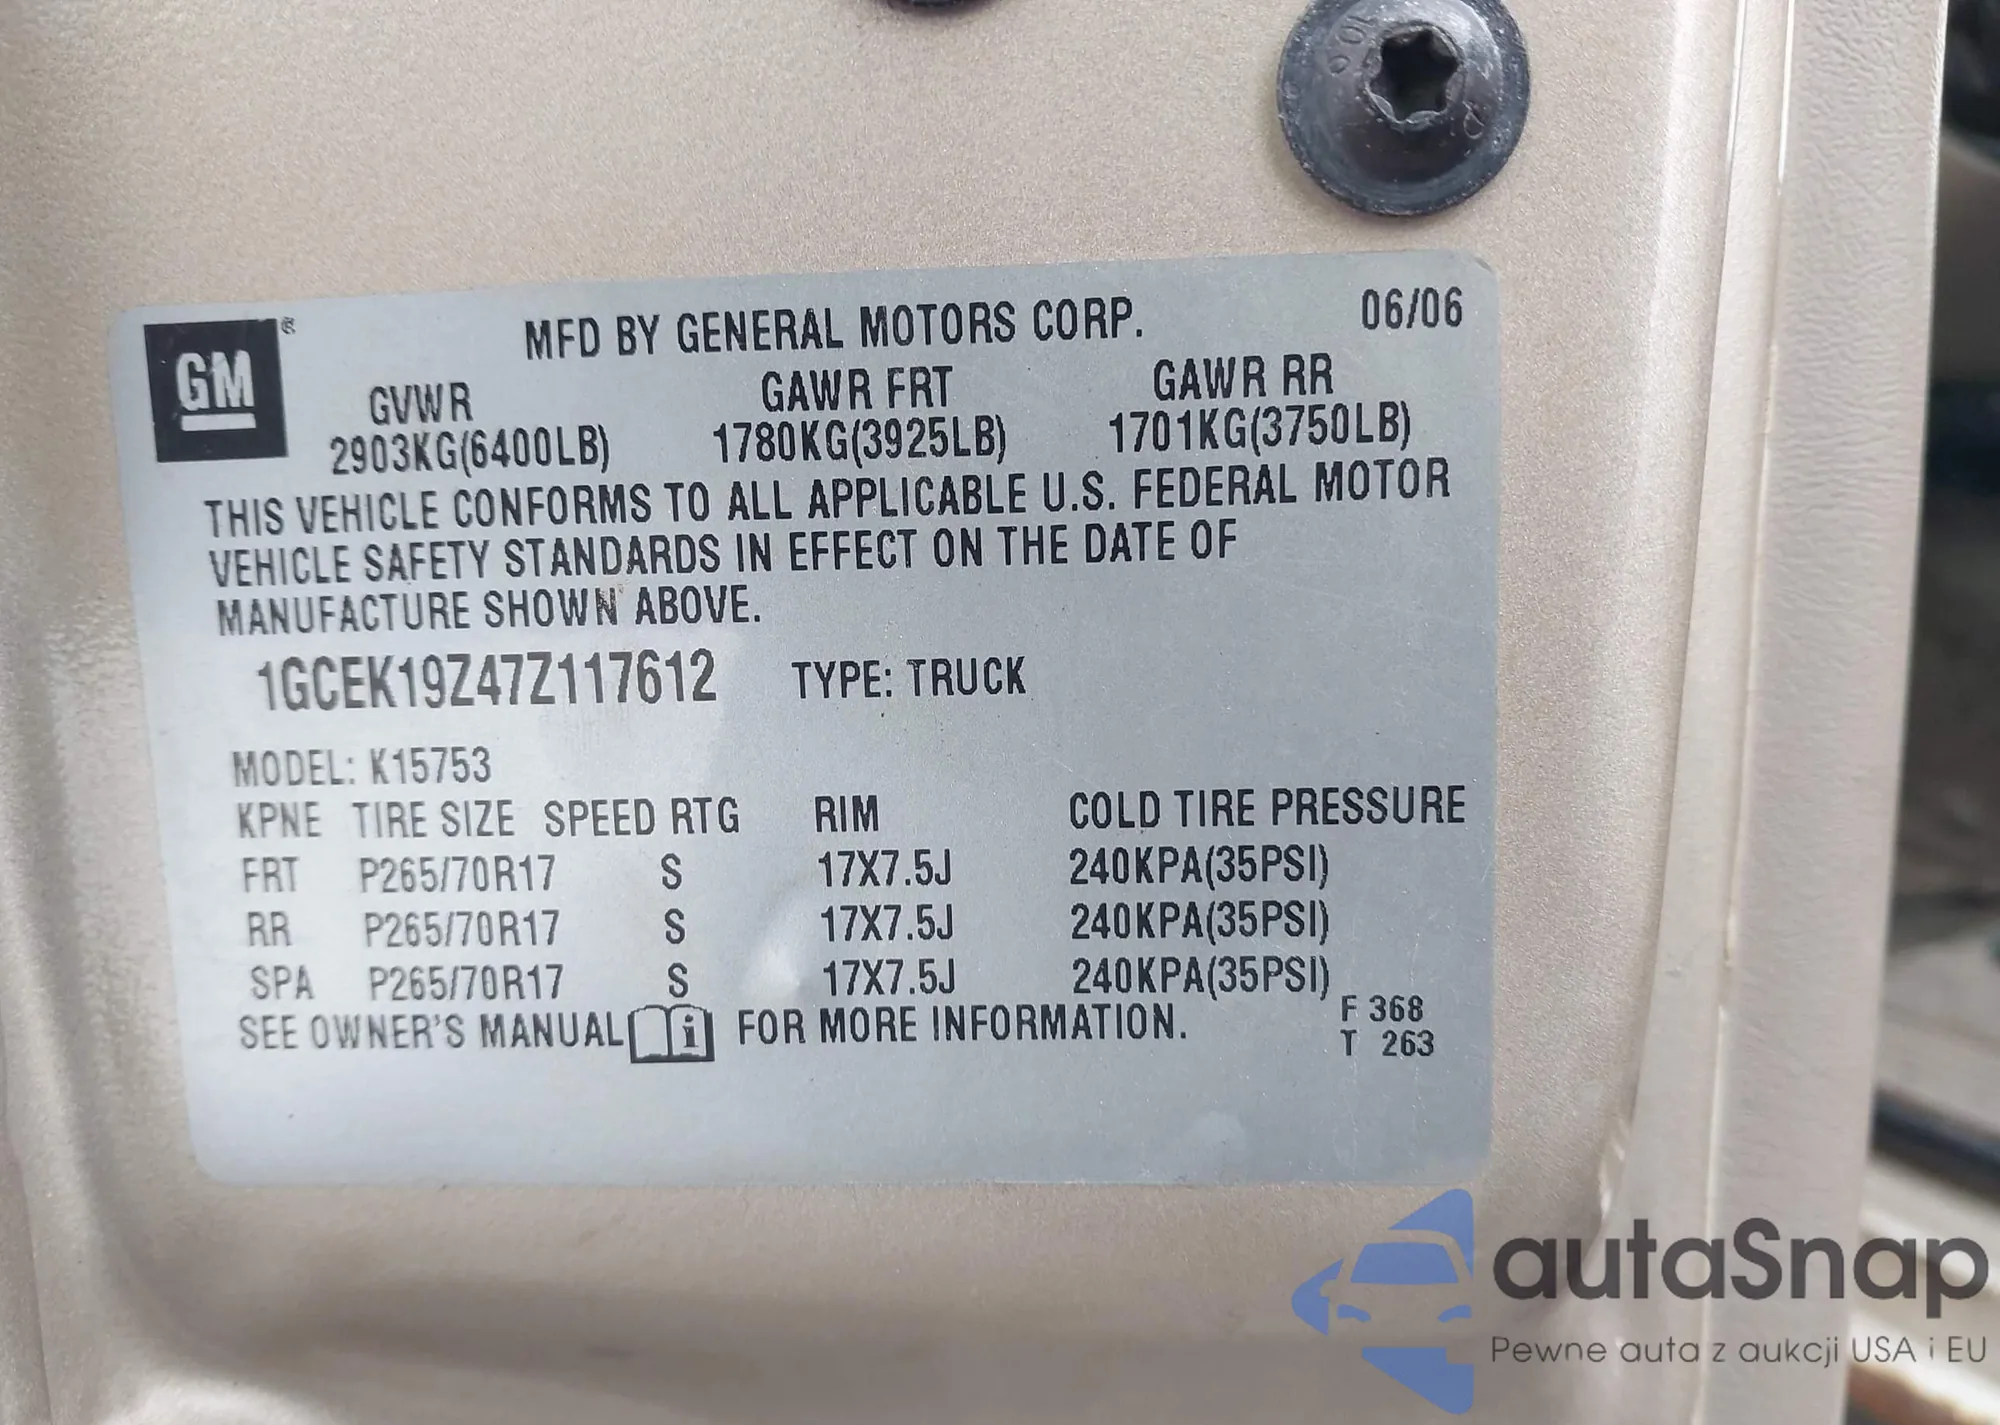 GM ®
MFD BY GENERAL MOTORS CORP. 06/06
GVWR GAWR FRT GAWR RR
2903KG(6400LB) 1780KG(3925LB) 1701KG(3750LB)
THIS VEHICLE CONFORMS TO ALL APPLICABLE U.S. FEDERAL MOTOR
VEHICLE SAFETY STANDARDS IN EFFECT ON THE DATE OF
MANUFACTURE SHOWN ABOVE.
1GCEK19Z47Z117612 TYPE: TRUCK
MODEL: K15753
KPNE TIRE SIZE SPEED RTG RIM COLD TIRE PRESSURE
FRT P265/70R17 S 17X7.5J 240KPA(35PSI)
RR P265/70R17 S 17X7.5J 240KPA(35PSI)
SPA P265/70R17 S 17X7.5J 240KPA(35PSI)
SEE OWNER'S MANUAL i FOR MORE INFORMATION.
F 368
T 263
autaSnap
Pewne auta z aukcji USA i EU